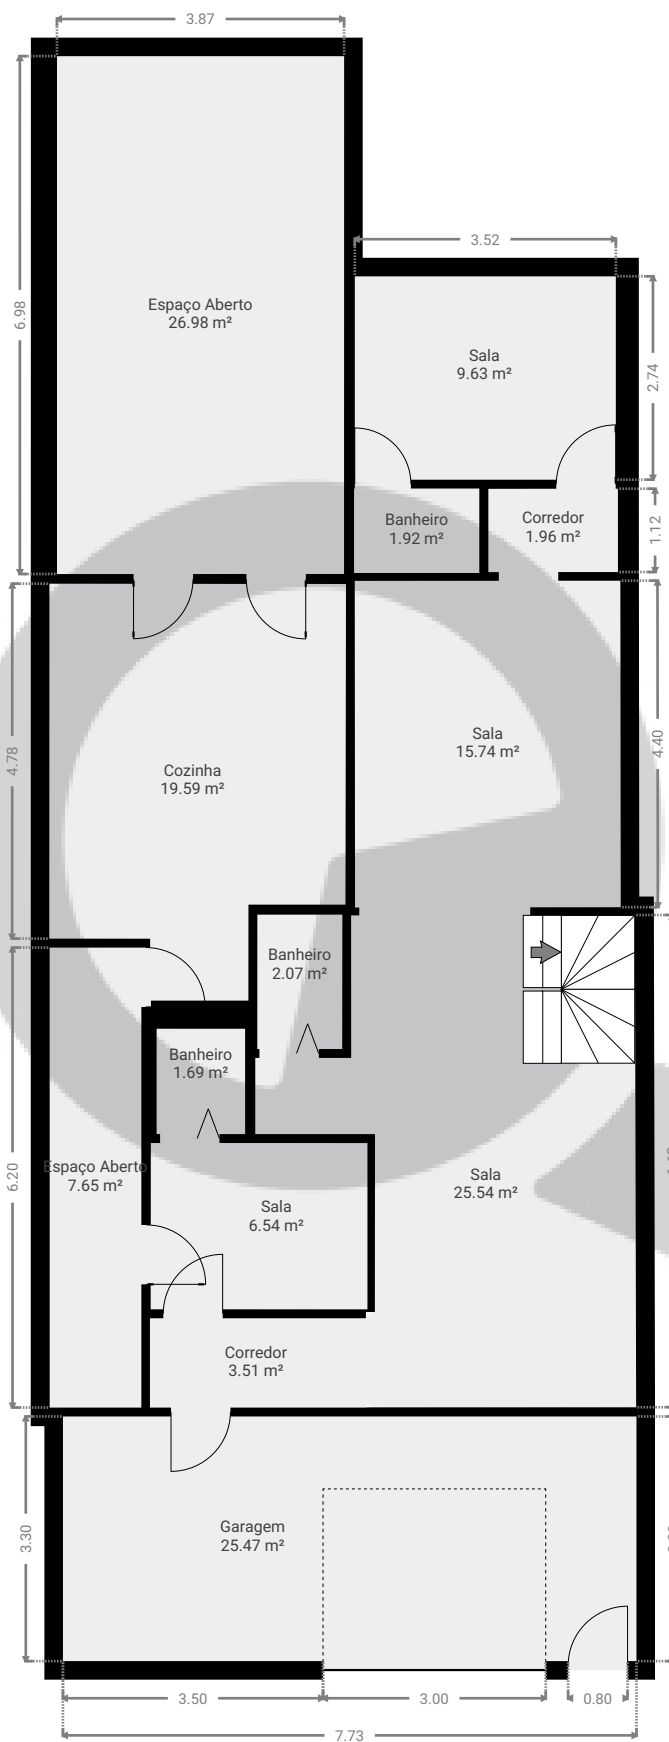 3.87
3.52
Espaço Aberto
26.98 m²
6.98
Sala
9.63 m²
2.74
Banheiro
1.92 m²
Corredor
1.96 m²
1.12
Sala
15.74 m²
4.40
Cozinha
19.59 m²
4.78
Banheiro
2.07 m²
Banheiro
1.69 m²
Espaço Aberto
7.65 m²
6.20
Sala
25.54 m²
Sala
6.54 m²
Corredor
3.51 m²
Garagem
25.47 m²
3.30
3.50
3.00
0.80
7.73